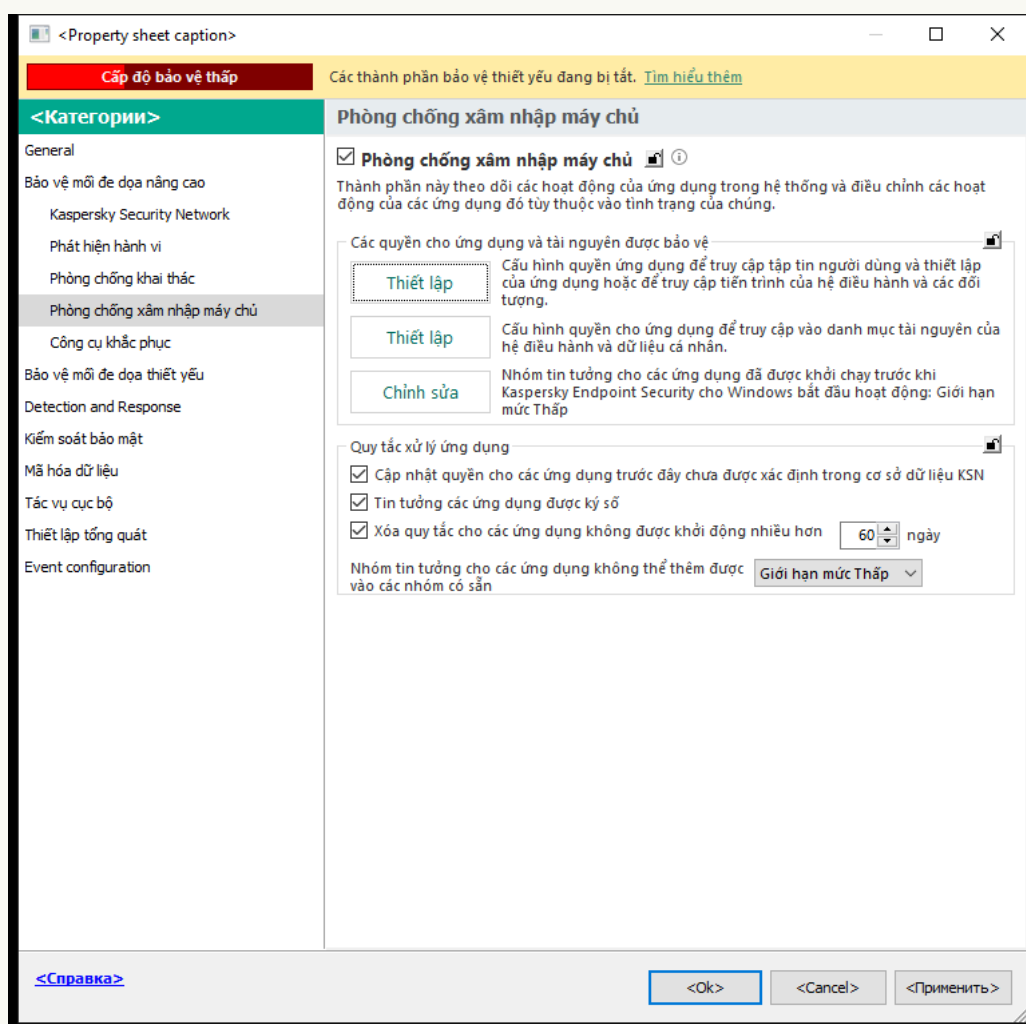 <Property sheet caption>
Cấp độ bảo vệ thấp
Các thành phần bảo vệ thiết yếu đang bị tắt. Tìm hiểu thêm
<Категории>
General
Bảo vệ mối đe dọa nâng cao
Kaspersky Security Network
Phát hiện hành vi
Phòng chống khai thác
Phòng chống xâm nhập máy chủ
Công cụ khắc phục
Bảo vệ mối đe dọa thiết yếu
Detection and Response
Kiểm soát bảo mật
Mã hóa dữ liệu
Tác vụ cục bộ
Thiết lập tổng quát
Event configuration
Phòng chống xâm nhập máy chủ
Phòng chống xâm nhập máy chủ
Thành phần này theo dõi các hoạt động của ứng dụng trong hệ thống và điều chỉnh các hoạt
động của các ứng dụng đó tùy thuộc vào tình trạng của chúng.
Các quyền cho ứng dụng và tài nguyên được bảo vệ
Thiết lập
Cấu hình quyền ứng dụng để truy cập tập tin người dùng và thiết lập
của ứng dụng hoặc để truy cập tiến trình của hệ điều hành và các đối
tượng.
Thiết lập
Cấu hình quyền cho ứng dụng để truy cập vào danh mục tài nguyên của
hệ điều hành và dữ liệu cá nhân.
Chỉnh sửa
Nhóm tin tưởng cho các ứng dụng đã được khởi chạy trước khi
Kaspersky Endpoint Security cho Windows bắt đầu hoạt động: Giới hạn
mức Thấp
Quy tắc xử lý ứng dụng
Cập nhật quyền cho các ứng dụng trước đây chưa được xác định trong cơ sở dữ liệu KSN
Tin tưởng các ứng dụng được ký số
Xóa quy tắc cho các ứng dụng không được khởi động nhiều hơn 60 ngày
Nhóm tin tưởng cho các ứng dụng không thể thêm được
vào các nhóm có sẵn
Giới hạn mức Thấp
<Справка>
<Ok>
<Cancel>
<Применить>